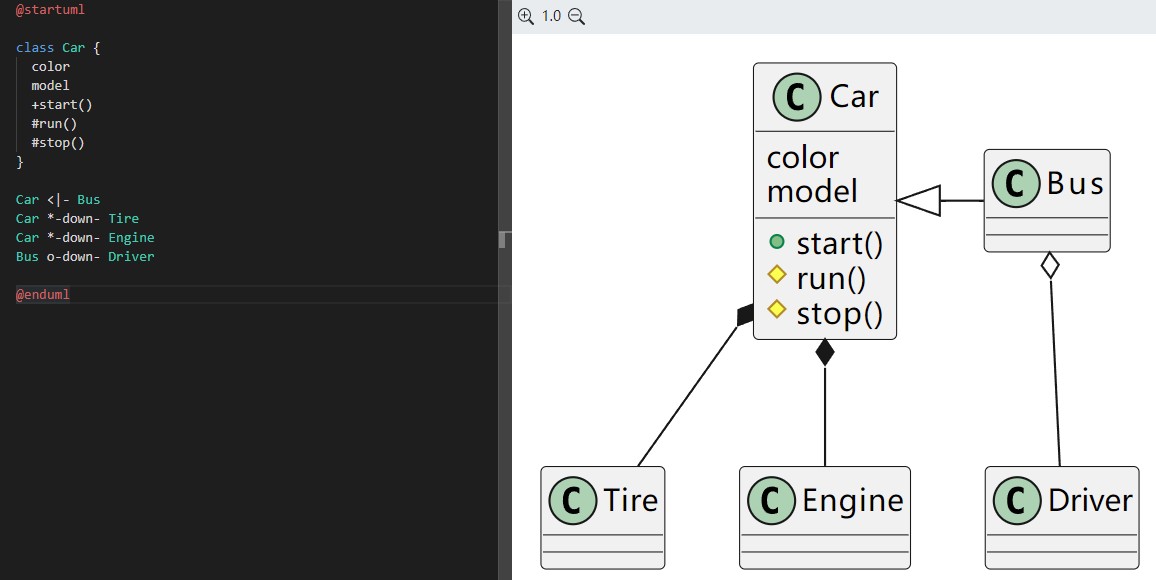 @startuml
class Car {
color
model
+start()
#run()
#stop()
}
Car <|- Bus
Car *-down- Tire
Car *-down- Engine
Bus o-down- Driver
@enduml
1.0
C Car
color
model
start()
run()
stop()
C Bus
C Tire
C Engine
C Driver